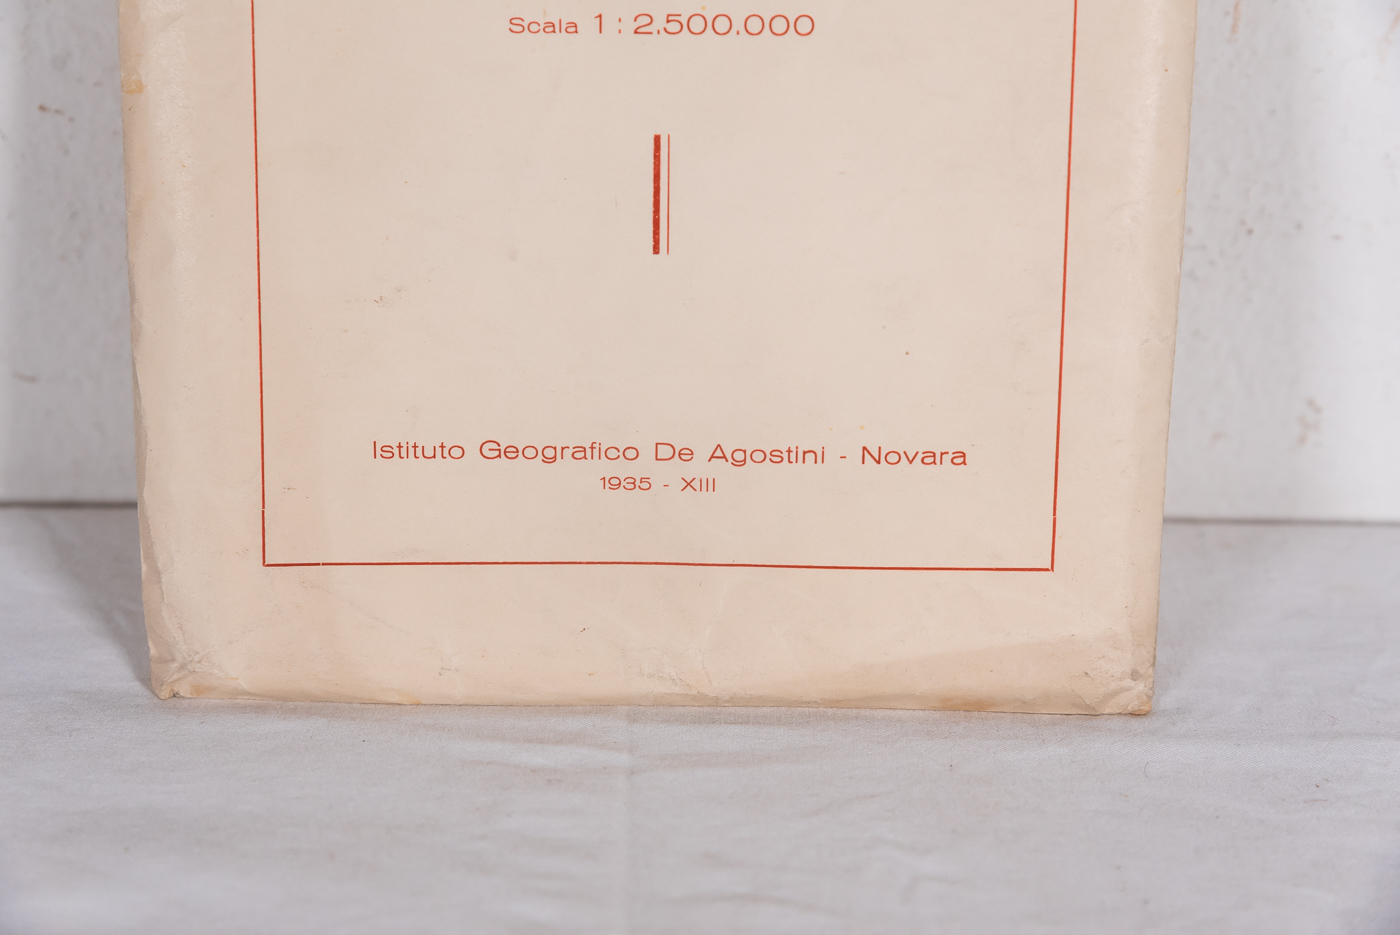 Scala 1 : 2.500.000
Istituto Geografico De Agostini - Novara
1935 - XIII